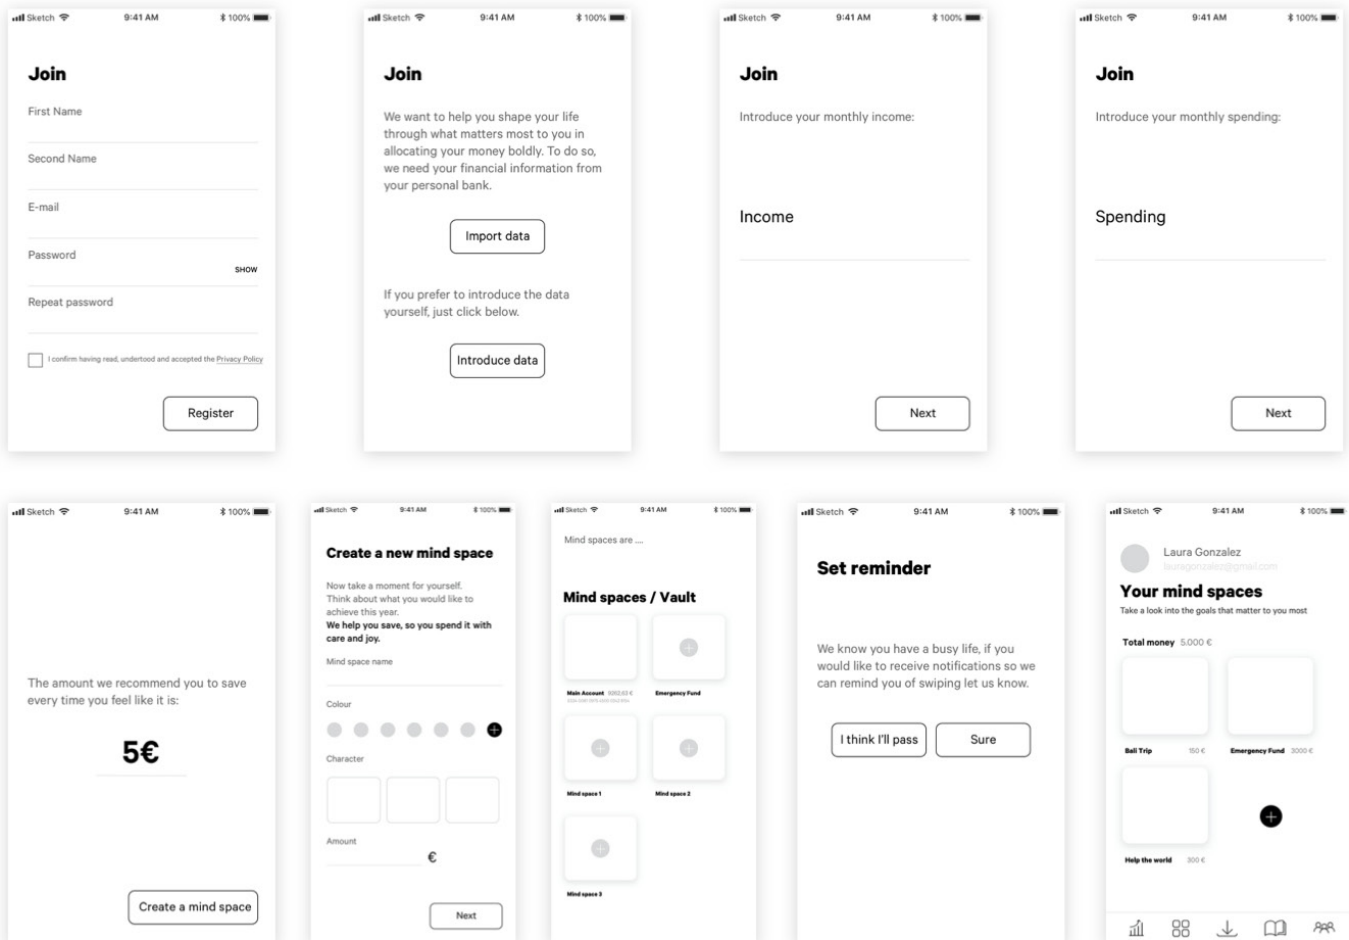 Sketch 9:41 AM 100%
Join
First Name
Second Name
E-mail
Password
SHOW
Repeat password
I confirm having read, undertood and accepted the Privacy Policy
Register
Sketch 9:41 AM 100%
Join
We want to help you shape your life
through what matters most to you in
allocating your money boldly. To do so,
we need your financial information from
your personal bank.
Import data
If you prefer to introduce the data
yourself, just click below.
Introduce data
Sketch 9:41 AM 100%
Join
Introduce your monthly income:
Income
Next
Sketch 9:41 AM 100%
Join
Introduce your monthly spending:
Spending
Next
Sketch 9:41 AM 100%
The amount we recommend you to save
every time you feel like it is:
5€
Create a mind space
Sketch 9:41 AM 100%
Create a new mind space
Now take a moment for yourself.
Think about what you would like to
achieve this year.
We help you save, so you spend it with
care and joy.
Mind space name
Colour
Character
Amount
€
Next
Sketch 9:41 AM 100%
Mind spaces are ....
Mind spaces / Vault
Main Account
Emergency Fund
Mind space 1
Mind space 2
Mind space 3
Sketch 9:41 AM 100%
Set reminder
We know you have a busy life, if you
would like to receive notifications so we
can remind you of swiping let us know.
I think I'll pass
Sure
Sketch 9:41 AM 100%
Laura Gonzalez
lauragonzalez@gmail.com
Your mind spaces
Take a look into the goals that matter to you most
Total money 5.000 €
Bali Trip 150 €
Emergency Fund 3000 €
Help the world 300 €